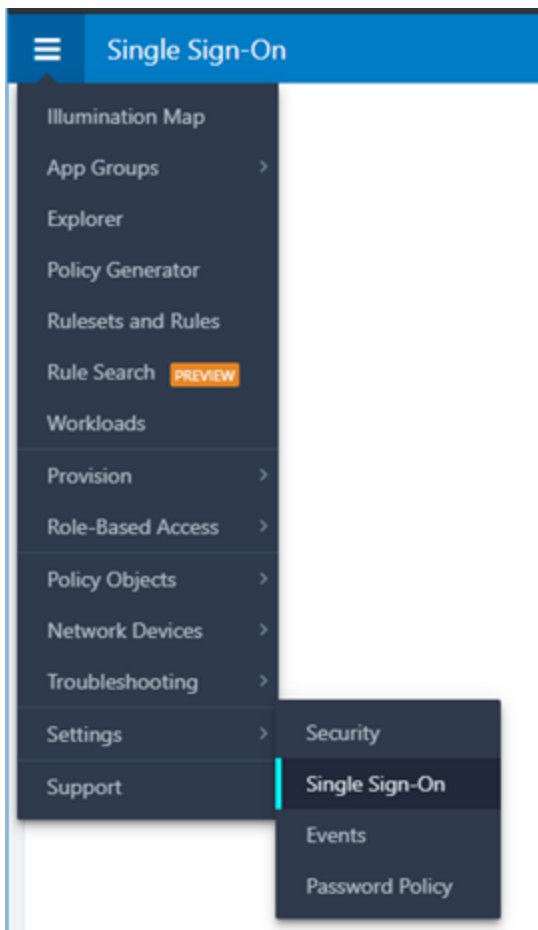 Single Sign-On
Illumination Map
App Groups
Explorer
Policy Generator
Rulesets and Rules
Rule Search PREVIEW
Workloads
Provision
Role-Based Access
Policy Objects
Network Devices
Troubleshooting
Settings
Support
Security
Single Sign-On
Events
Password Policy